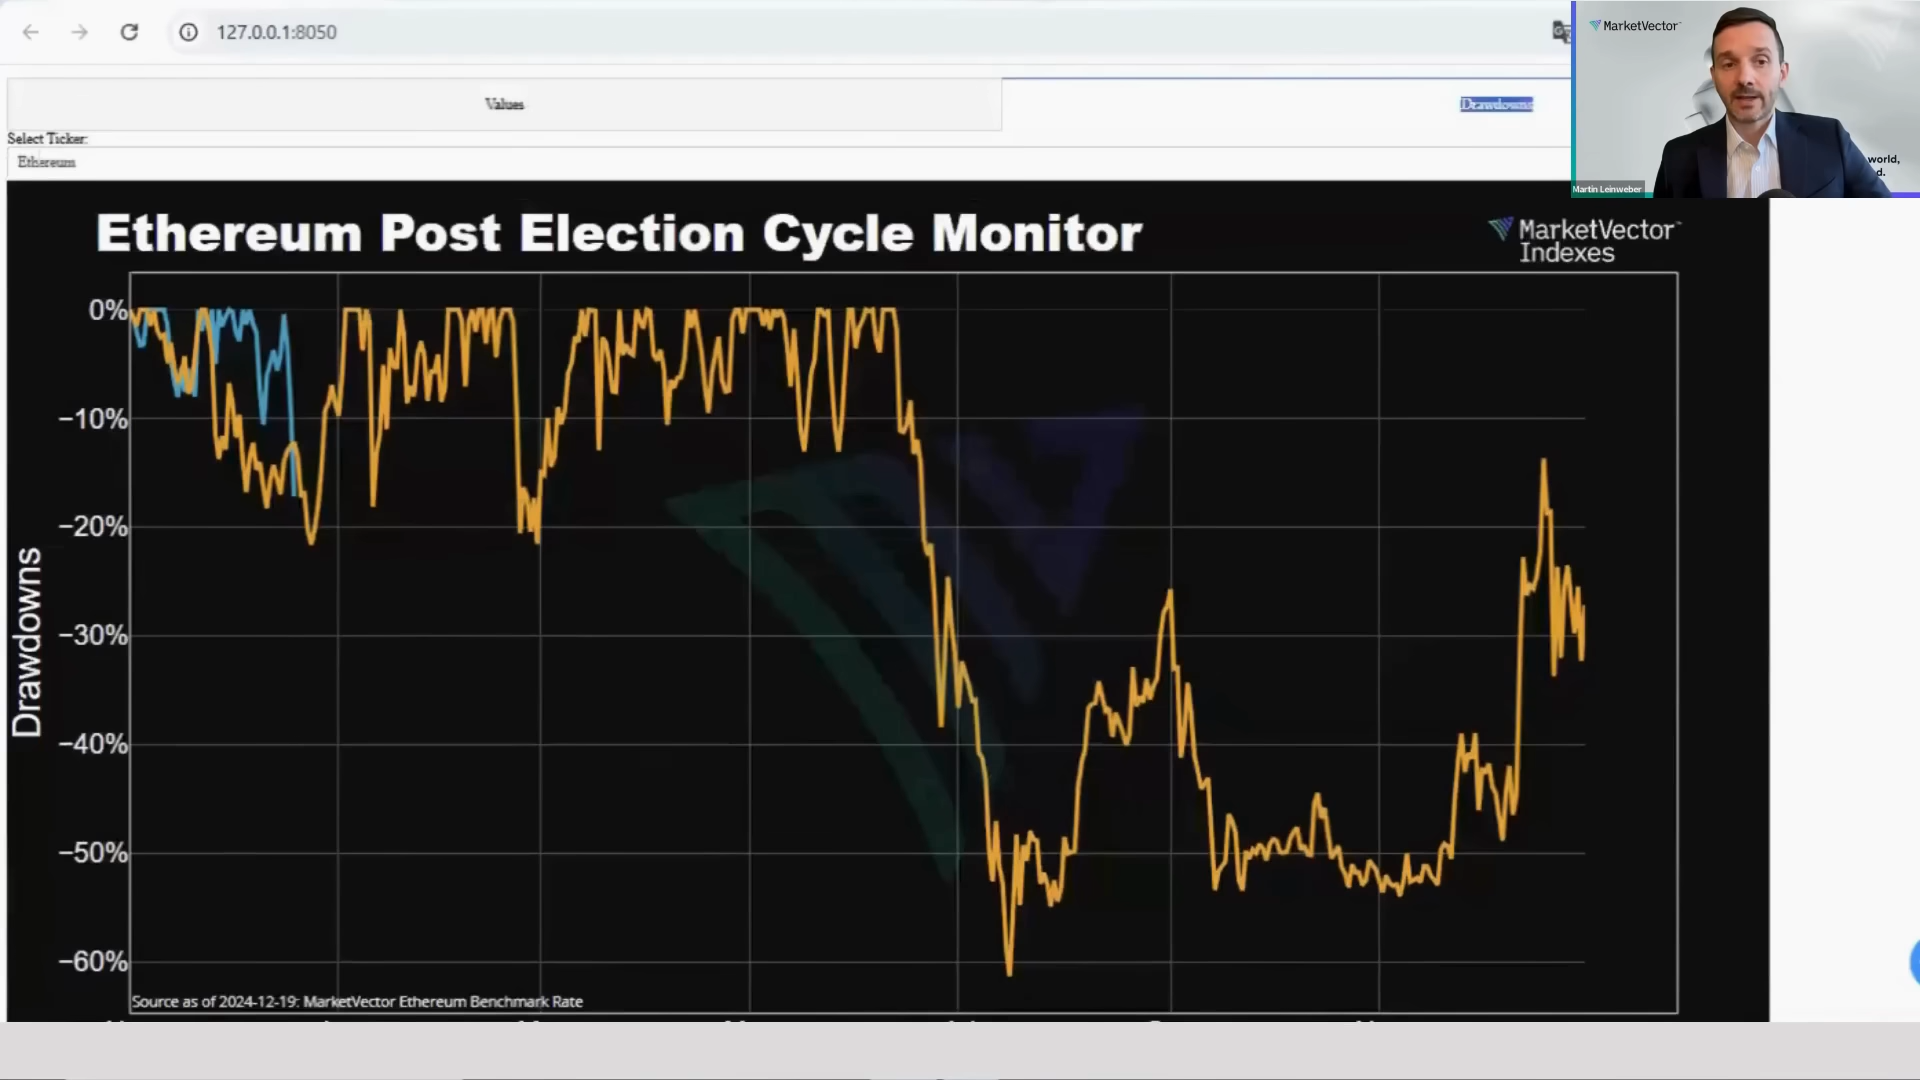 127.0.0.1:8050
MarketVector
world,
d.
Martin Leinweber
Values
Drawdowns
Select Ticker:
Ethereum
Ethereum Post Election Cycle Monitor
MarketVector™
Indexes
Drawdowns
0%
−10%
−20%
−30%
−40%
−50%
−60%
Source as of 2024-12-19: MarketVector Ethereum Benchmark Rate